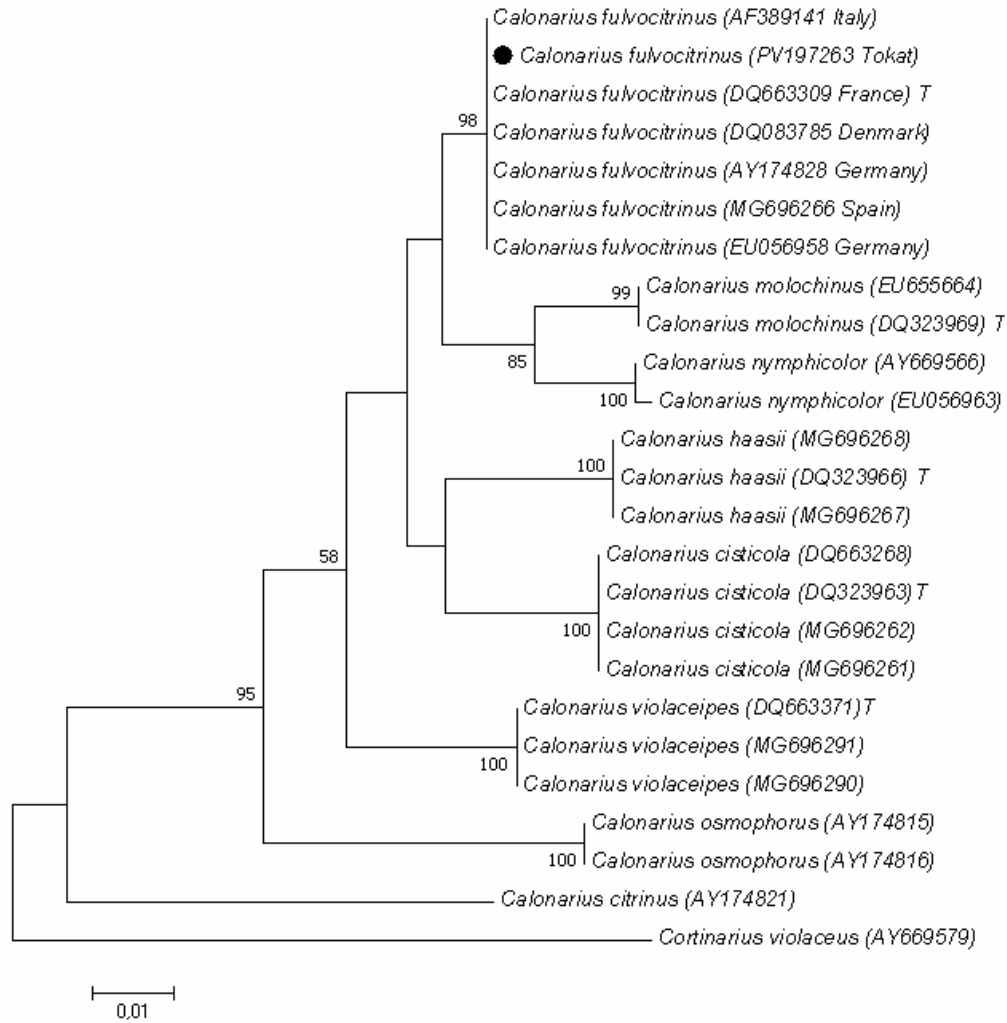 Calonarius fulvocitrinus (AF389141 Italy)
Calonarius fulvocitrinus (PV197263 Tokat)
Calonarius fulvocitrinus (DQ663309 France) T
98
Calonarius fulvocitrinus (DQ083785 Denmark)
Calonarius fulvocitrinus (AY174828 Germany)
Calonarius fulvocitrinus (MG696266 Spain)
Calonarius fulvocitrinus (EU056958 Germany)
Calonarius molochinus (EU655664)
99
Calonarius molochinus (DQ323969) T
85
Calonarius nymphicolor (AY669566)
100
Calonarius nymphicolor (EU056963)
Calonarius haasii (MG696268)
100
Calonarius haasii (DQ323966) T
Calonarius haasii (MG696267)
58
Calonarius cisticola (DQ663268)
Calonarius cisticola (DQ323963) T
100
Calonarius cisticola (MG696262)
Calonarius cisticola (MG696261)
95
Calonarius violaceipes (DQ663371)T
Calonarius violaceipes (MG696291)
100
Calonarius violaceipes (MG696290)
Calonarius osmophorus (AY174815)
100
Calonarius osmophorus (AY174816)
Calonarius citrinus (AY174821)
Cortinarius violaceus (AY669579)
0,01